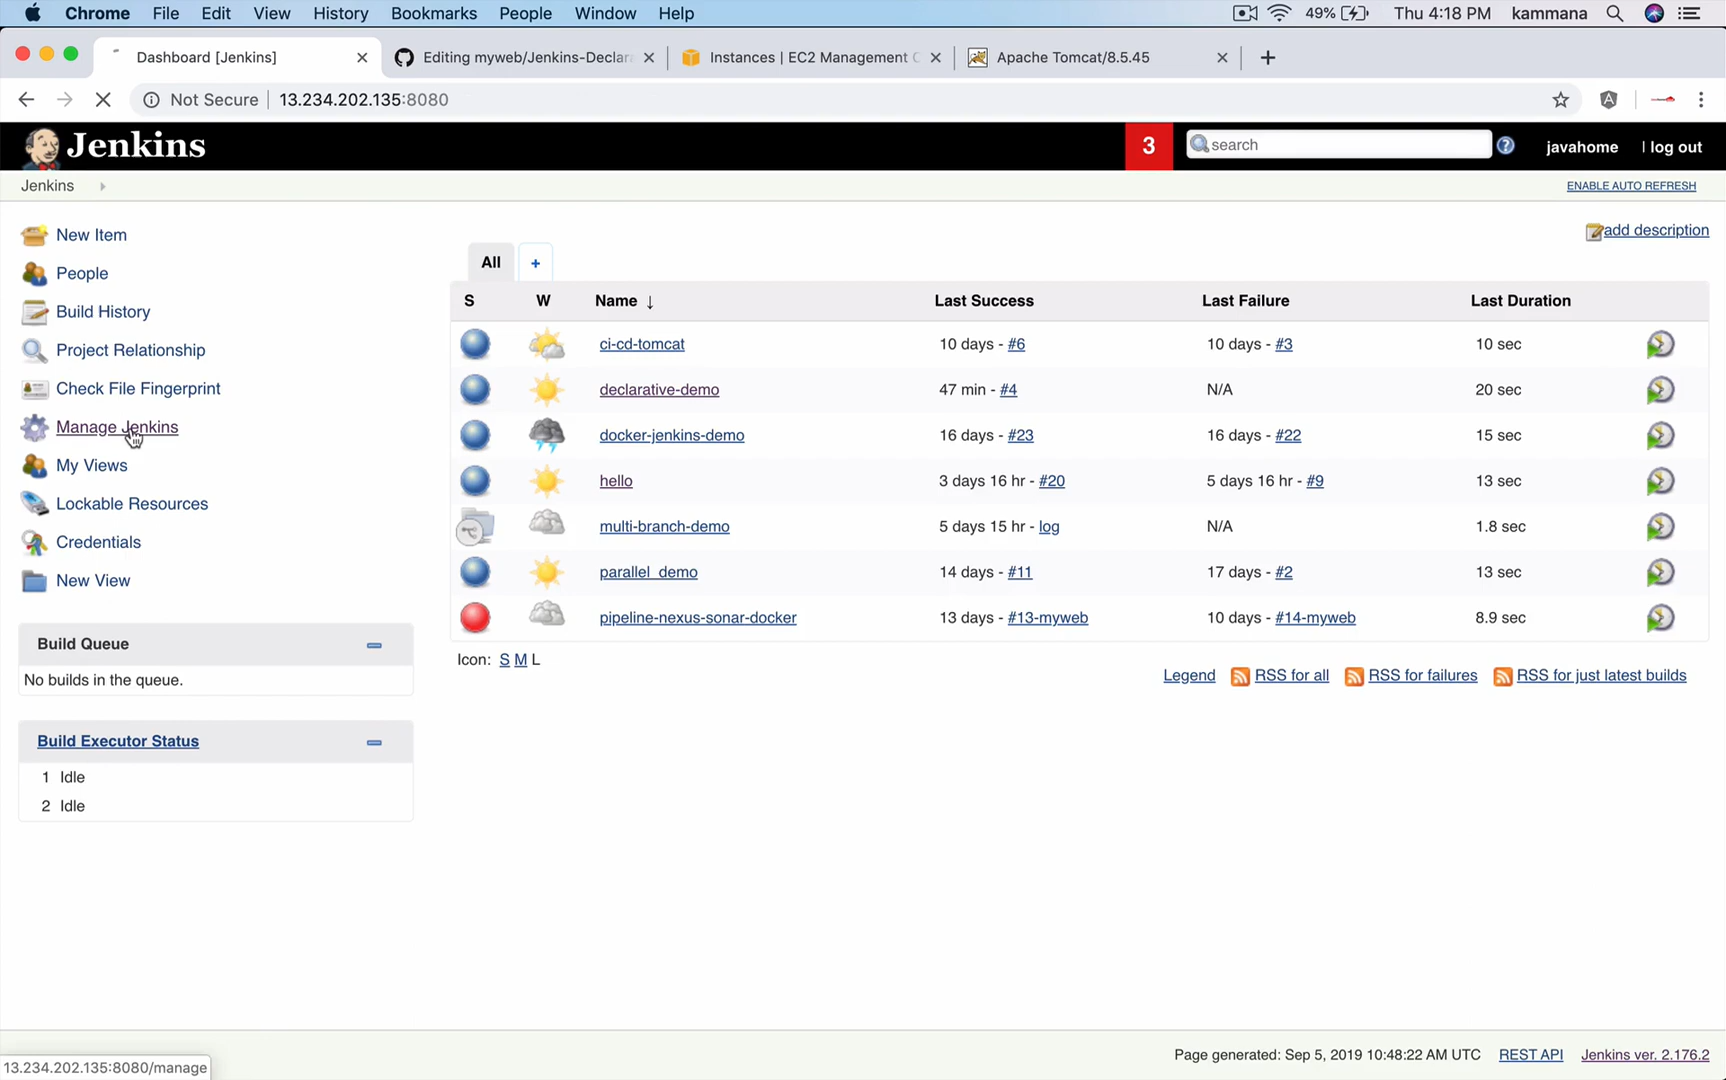 Chrome File Edit View History Bookmarks People Window Help 49% Thu 4:18 PM kammana
Dashboard [Jenkins] Editing myweb/Jenkins-Declar Instances | EC2 Management C Apache Tomcat/8.5.45
Not Secure 13.234.202.135:8080
Jenkins 3 search ? javahome | log out
Jenkins ENABLE AUTO REFRESH
New Item
People
Build History
Project Relationship
Check File Fingerprint
Manage Jenkins
My Views
Lockable Resources
Credentials
New View
Build Queue
No builds in the queue.
Build Executor Status
1 Idle
2 Idle
add description
All +
S W Name ↓ Last Success Last Failure Last Duration
ci-cd-tomcat 10 days - #6 10 days - #3 10 sec
declarative-demo 47 min - #4 N/A 20 sec
docker-jenkins-demo 16 days - #23 16 days - #22 15 sec
hello 3 days 16 hr - #20 5 days 16 hr - #9 13 sec
multi-branch-demo 5 days 15 hr - log N/A 1.8 sec
parallel_demo 14 days - #11 17 days - #2 13 sec
pipeline-nexus-sonar-docker 13 days - #13-myweb 10 days - #14-myweb 8.9 sec
Icon: S M L
Legend RSS for all RSS for failures RSS for just latest builds
Page generated: Sep 5, 2019 10:48:22 AM UTC REST API Jenkins ver. 2.176.2
13.234.202.135:8080/manage